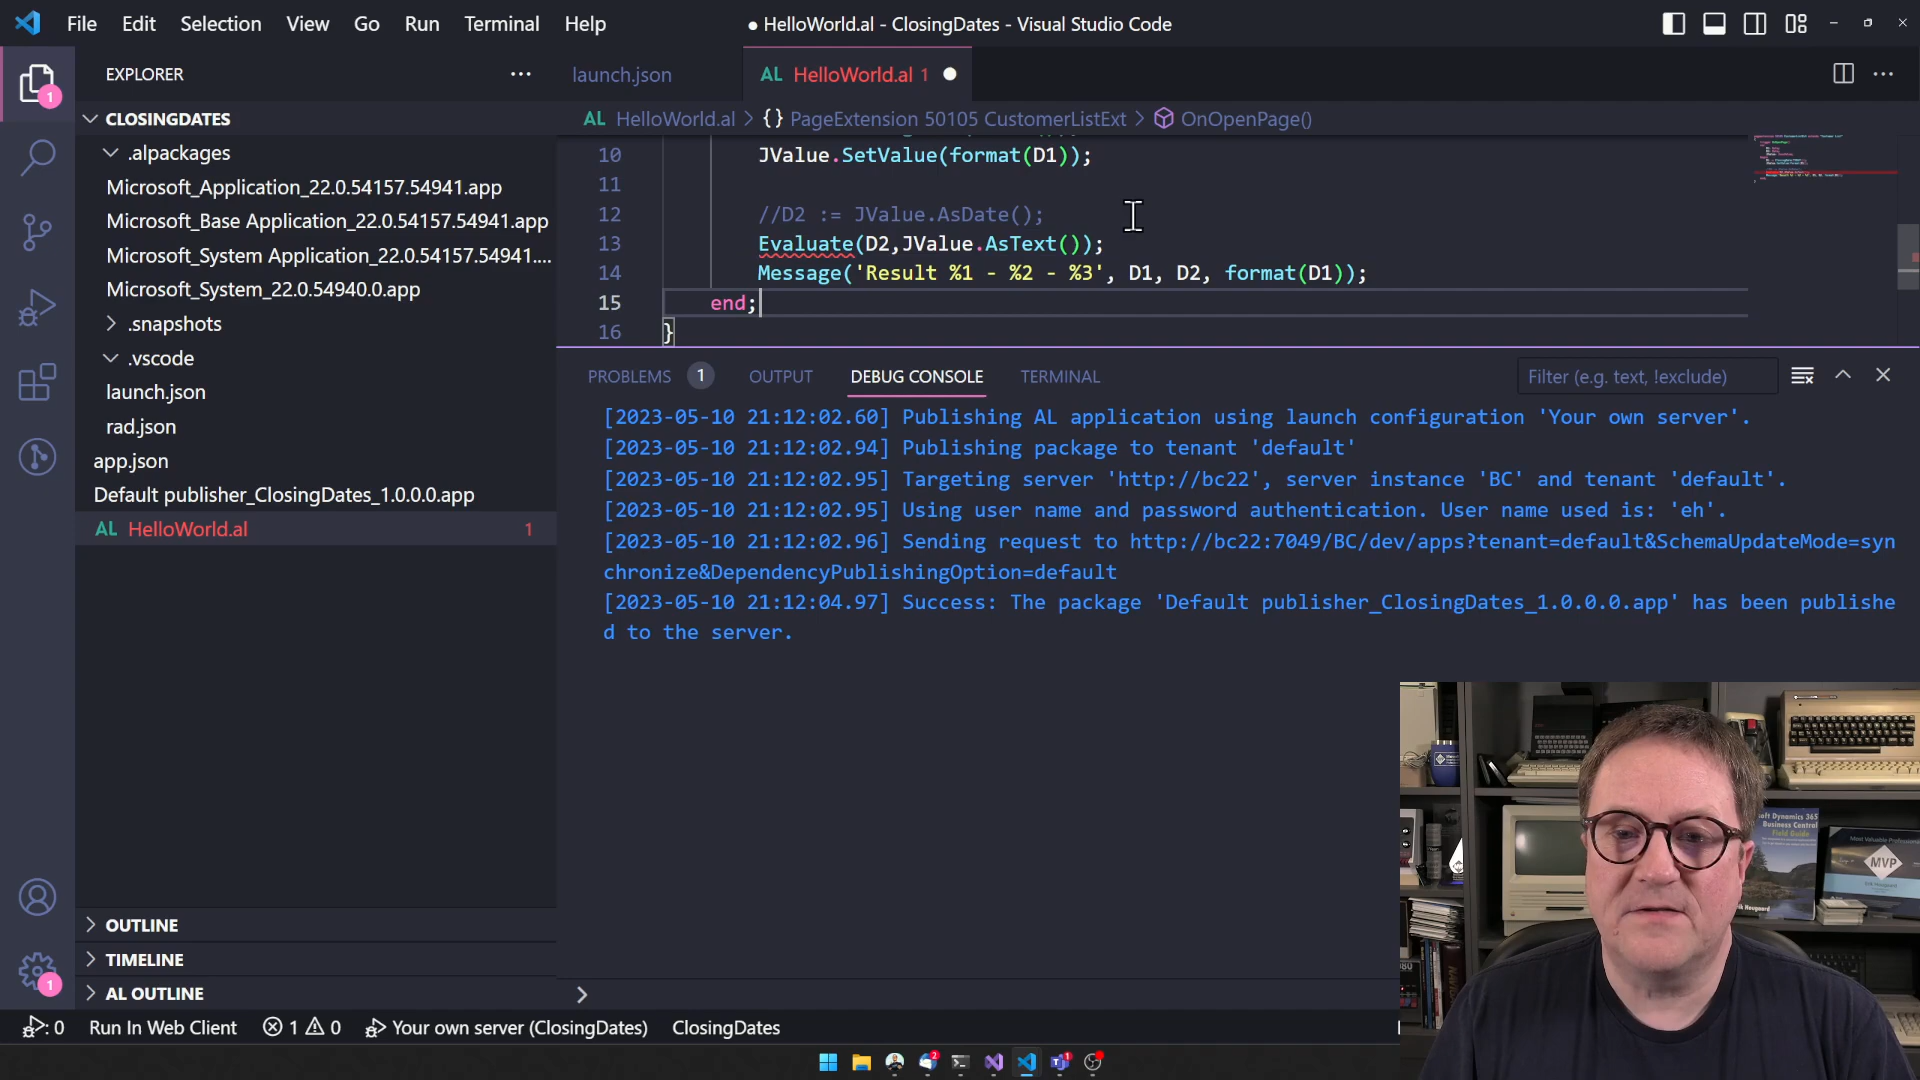 File Edit Selection View Go Run Terminal Help
● HelloWorld.al - ClosingDates - Visual Studio Code
EXPLORER
launch.json
AL HelloWorld.al 1
AL HelloWorld.al > {} PageExtension 50105 CustomerListExt > OnOpenPage()
CLOSINGDATES
.alpackages
Microsoft_Application_22.0.54157.54941.app
Microsoft_Base Application_22.0.54157.54941.app
Microsoft_System Application_22.0.54157.54941....
Microsoft_System_22.0.54940.0.app
.snapshots
.vscode
launch.json
rad.json
app.json
Default publisher_ClosingDates_1.0.0.0.app
AL HelloWorld.al 1
1
10 JValue.SetValue(format(D1));
11
12 //D2 := JValue.AsDate();
13 Evaluate(D2,JValue.AsText());
14 Message('Result %1 - %2 - %3', D1, D2, format(D1));
15 end;
16 }
PROBLEMS 1 OUTPUT DEBUG CONSOLE TERMINAL
Filter (e.g. text, !exclude)
[2023-05-10 21:12:02.60] Publishing AL application using launch configuration 'Your own server'.
[2023-05-10 21:12:02.94] Publishing package to tenant 'default'
[2023-05-10 21:12:02.95] Targeting server 'http://bc22', server instance 'BC' and tenant 'default'.
[2023-05-10 21:12:02.95] Using user name and password authentication. User name used is: 'eh'.
[2023-05-10 21:12:02.96] Sending request to http://bc22:7049/BC/dev/apps?tenant=default&SchemaUpdateMode=syn
chronize&DependencyPublishingOption=default
[2023-05-10 21:12:04.97] Success: The package 'Default publisher_ClosingDates_1.0.0.0.app' has been publishe
d to the server.
OUTLINE
TIMELINE
AL OUTLINE
1
: 0 Run In Web Client 1 0 Your own server (ClosingDates) ClosingDates
2
1
Business Central
Field Guide
MVP